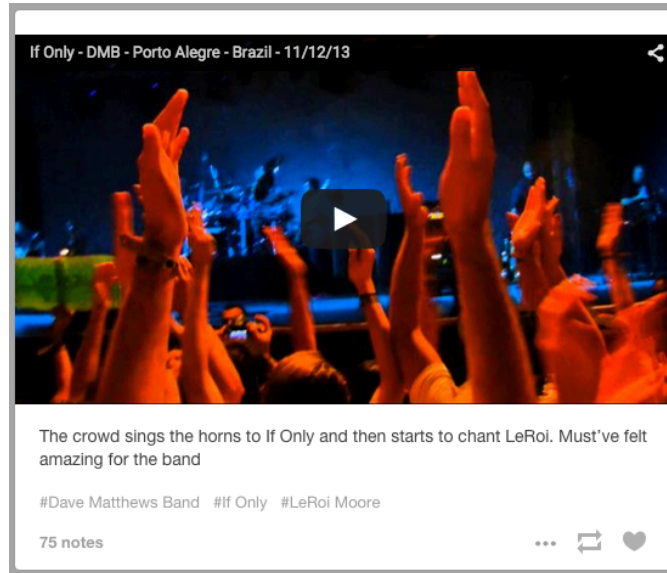 If Only - DMB - Porto Alegre - Brazil - 11/12/13
The crowd sings the horns to If Only and then starts to chant LeRoi. Must’ve felt
amazing for the band
#Dave Matthews Band #If Only #LeRoi Moore
75 notes